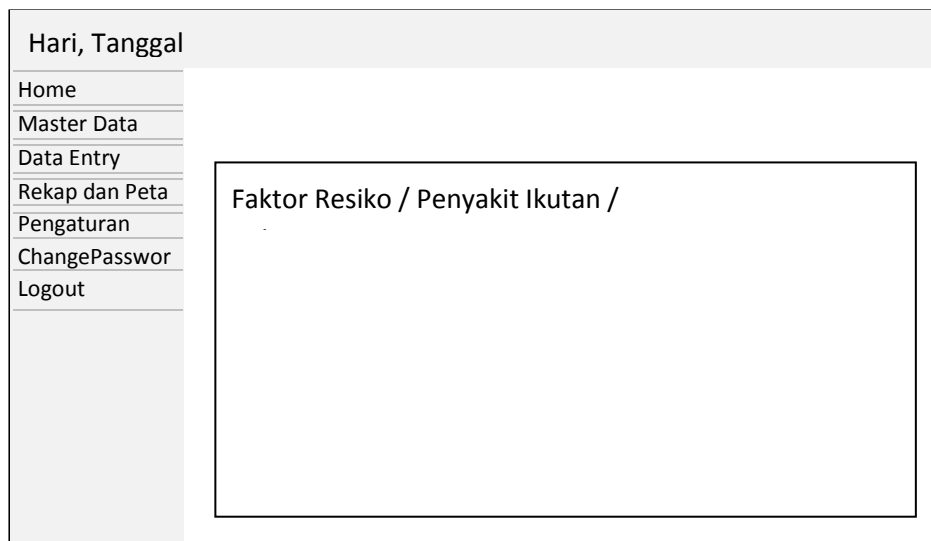 Hari, Tanggal
Home
Master Data
Data Entry
Rekap dan Peta
Pengaturan
ChangePasswor
Logout
Faktor Resiko / Penyakit Ikutan /